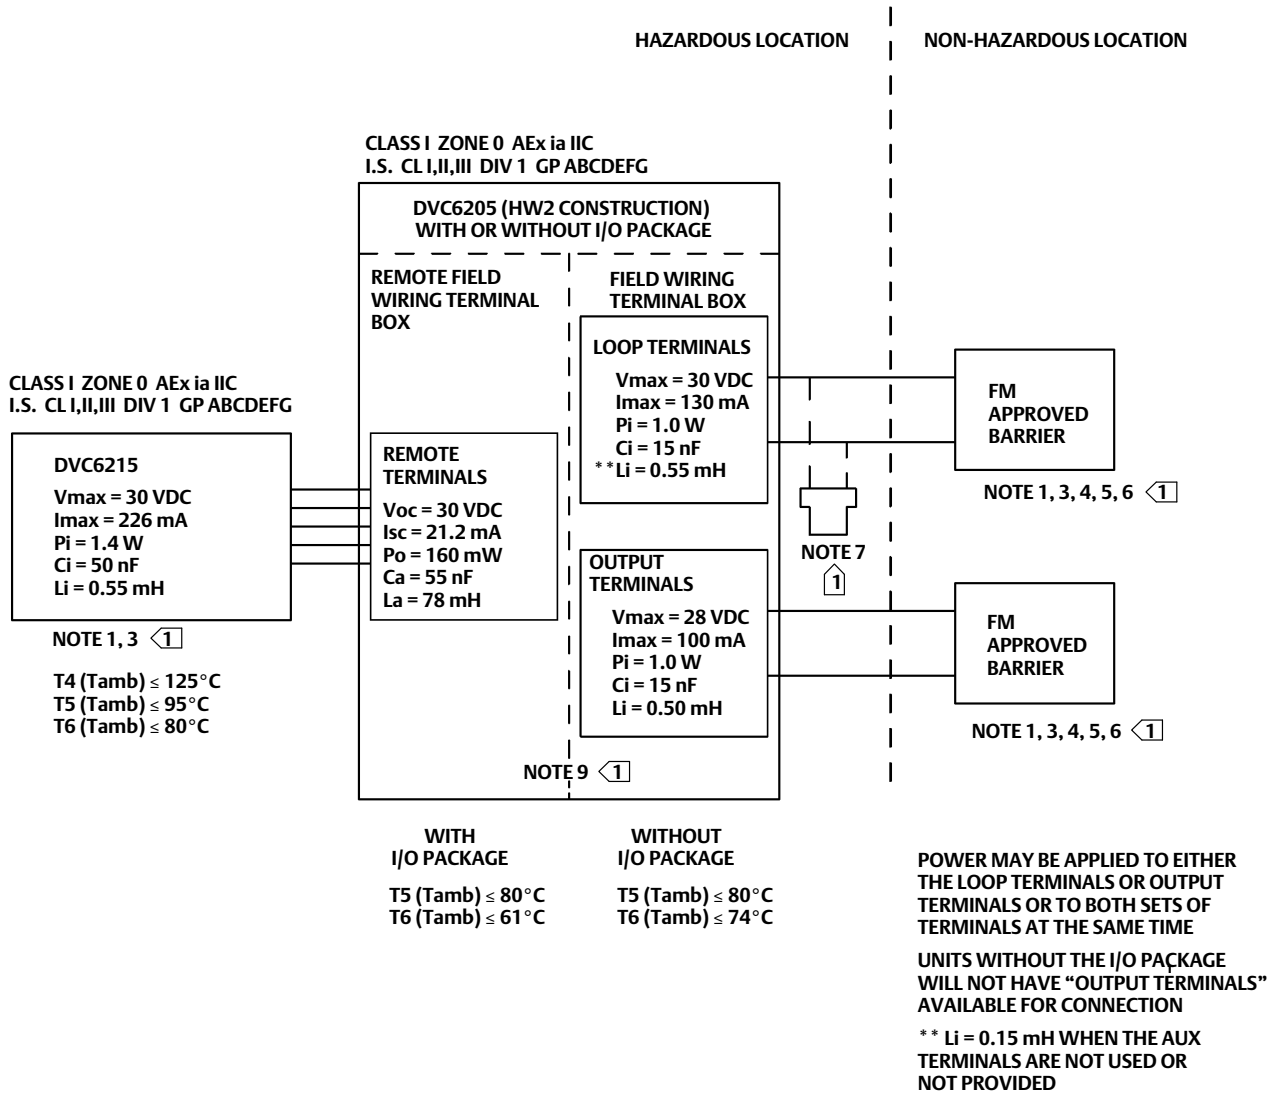 HAZARDOUS LOCATION
NON-HAZARDOUS LOCATION
CLASS I ZONE 0 AEx ia IIC
I.S. CL I,II,III DIV 1 GP ABCDEFG
DVC6205 (HW2 CONSTRUCTION)
WITH OR WITHOUT I/O PACKAGE
REMOTE FIELD
WIRING TERMINAL
BOX
FIELD WIRING
TERMINAL BOX
LOOP TERMINALS
Vmax = 30 VDC
Imax = 130 mA
Pi = 1.0 W
Ci = 15 nF
**Li = 0.55 mH
FM
APPROVED
BARRIER
NOTE 1, 3, 4, 5, 6 1
CLASS I ZONE 0 AEx ia IIC
I.S. CL I,II,III DIV 1 GP ABCDEFG
DVC6215
Vmax = 30 VDC
Imax = 226 mA
Pi = 1.4 W
Ci = 50 nF
Li = 0.55 mH
NOTE 1, 3 1
T4 (Tamb) ≤ 125°C
T5 (Tamb) ≤ 95°C
T6 (Tamb) ≤ 80°C
REMOTE
TERMINALS
Voc = 30 VDC
Isc = 21.2 mA
Po = 160 mW
Ca = 55 nF
La = 78 mH
NOTE 7
1
OUTPUT
TERMINALS
Vmax = 28 VDC
Imax = 100 mA
Pi = 1.0 W
Ci = 15 nF
Li = 0.50 mH
FM
APPROVED
BARRIER
NOTE 1, 3, 4, 5, 6 1
NOTE 9 1
WITH
I/O PACKAGE
T5 (Tamb) ≤ 80°C
T6 (Tamb) ≤ 61°C
WITHOUT
I/O PACKAGE
T5 (Tamb) ≤ 80°C
T6 (Tamb) ≤ 74°C
POWER MAY BE APPLIED TO EITHER
THE LOOP TERMINALS OR OUTPUT
TERMINALS OR TO BOTH SETS OF
TERMINALS AT THE SAME TIME
UNITS WITHOUT THE I/O PACKAGE
WILL NOT HAVE “OUTPUT TERMINALS”
AVAILABLE FOR CONNECTION
** Li = 0.15 mH WHEN THE AUX
TERMINALS ARE NOT USED OR
NOT PROVIDED